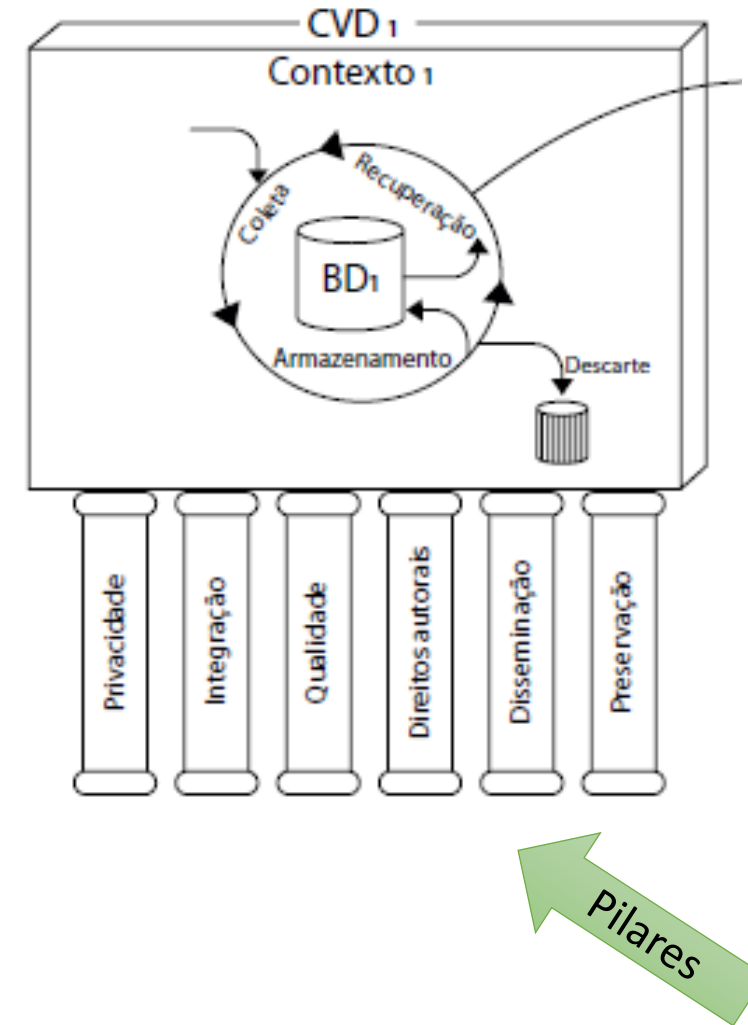 CVD 1
Contexto 1
Coleta
Recuperação
BD1
Armazenamento
Descarte
Privacidade
Integração
Qualidade
Direitos autorais
Disseminação
Preservação
Pilares